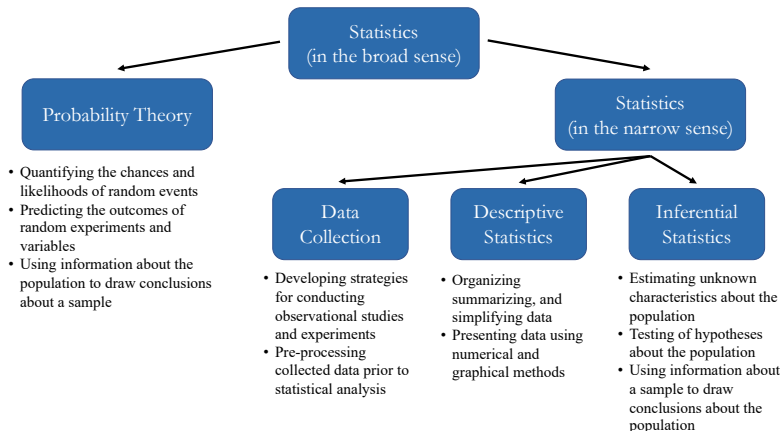 Statistics
(in the broad sense)
Probability Theory
• Quantifying the chances and
likelihoods of random events
• Predicting the outcomes of
random experiments and
variables
• Using information about the
population to draw conclusions
about a sample
Statistics
(in the narrow sense)
Data
Collection
• Developing strategies
for conducting
observational studies
and experiments
• Pre-processing
collected data prior to
statistical analysis
Descriptive
Statistics
• Organizing
summarizing, and
simplifying data
• Presenting data using
numerical and
graphical methods
Inferential
Statistics
• Estimating unknown
characteristics about the
population
• Testing of hypotheses
about the population
• Using information about
a sample to draw
conclusions about the
population